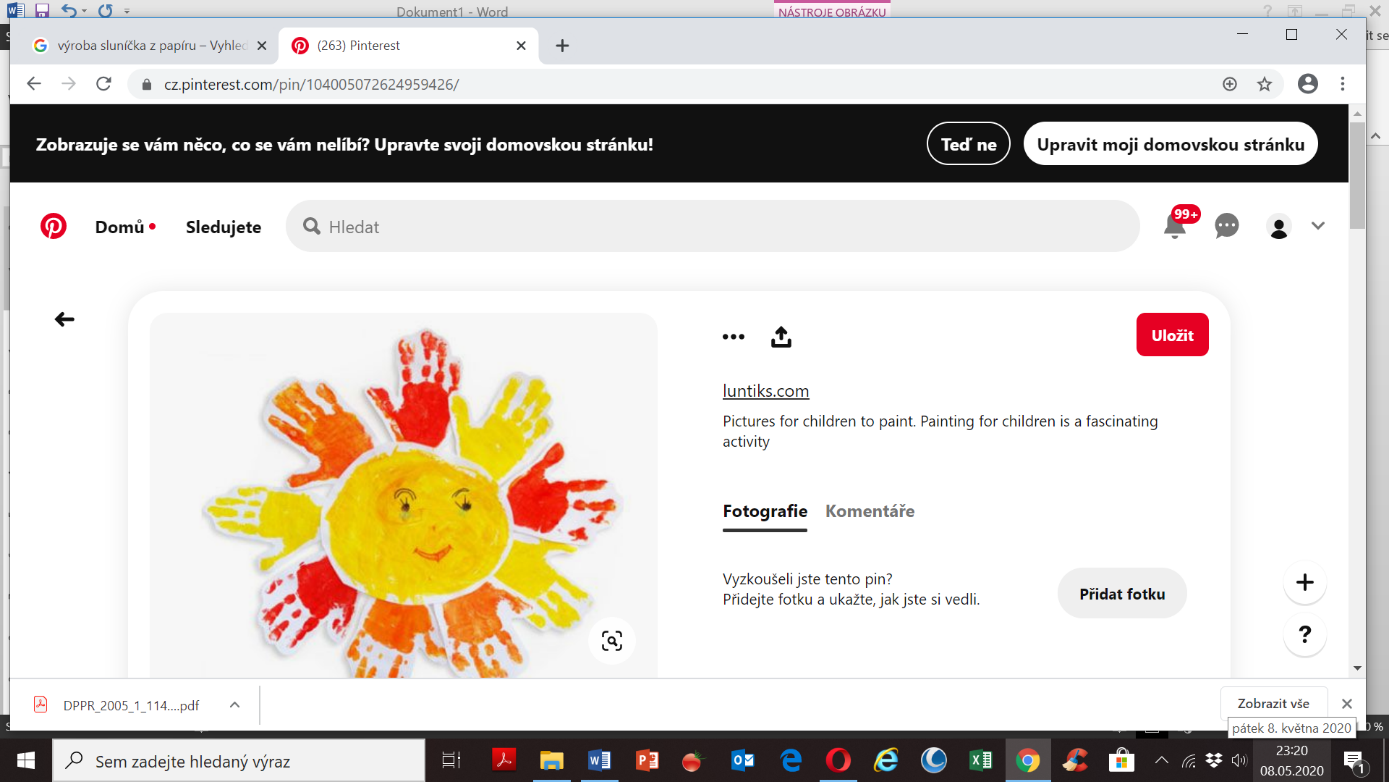 Dokument1 - Word
NÁSTROJE OBRÁZKU
výroba sluníčka z papíru – Vyhled
(263) Pinterest
cz.pinterest.com/pin/104005072624959426/
Zobrazuje se vám něco, co se vám nelíbí? Upravte svoji domovskou stránku!
Teď ne
Upravit moji domovskou stránku
Domů
Sledujete
Hledat
99+
Uložit
luntiks.com
Pictures for children to paint. Painting for children is a fascinating
activity
Fotografie
Komentáře
Vyzkoušeli jste tento pin?
Přidejte fotku a ukažte, jak jste si vedli.
Přidat fotku
?
DPPR_2005_1_114....pdf
Zobrazit vše
pátek 8. května 2020
Sem zadejte hledaný výraz
23:20
08.05.2020
1